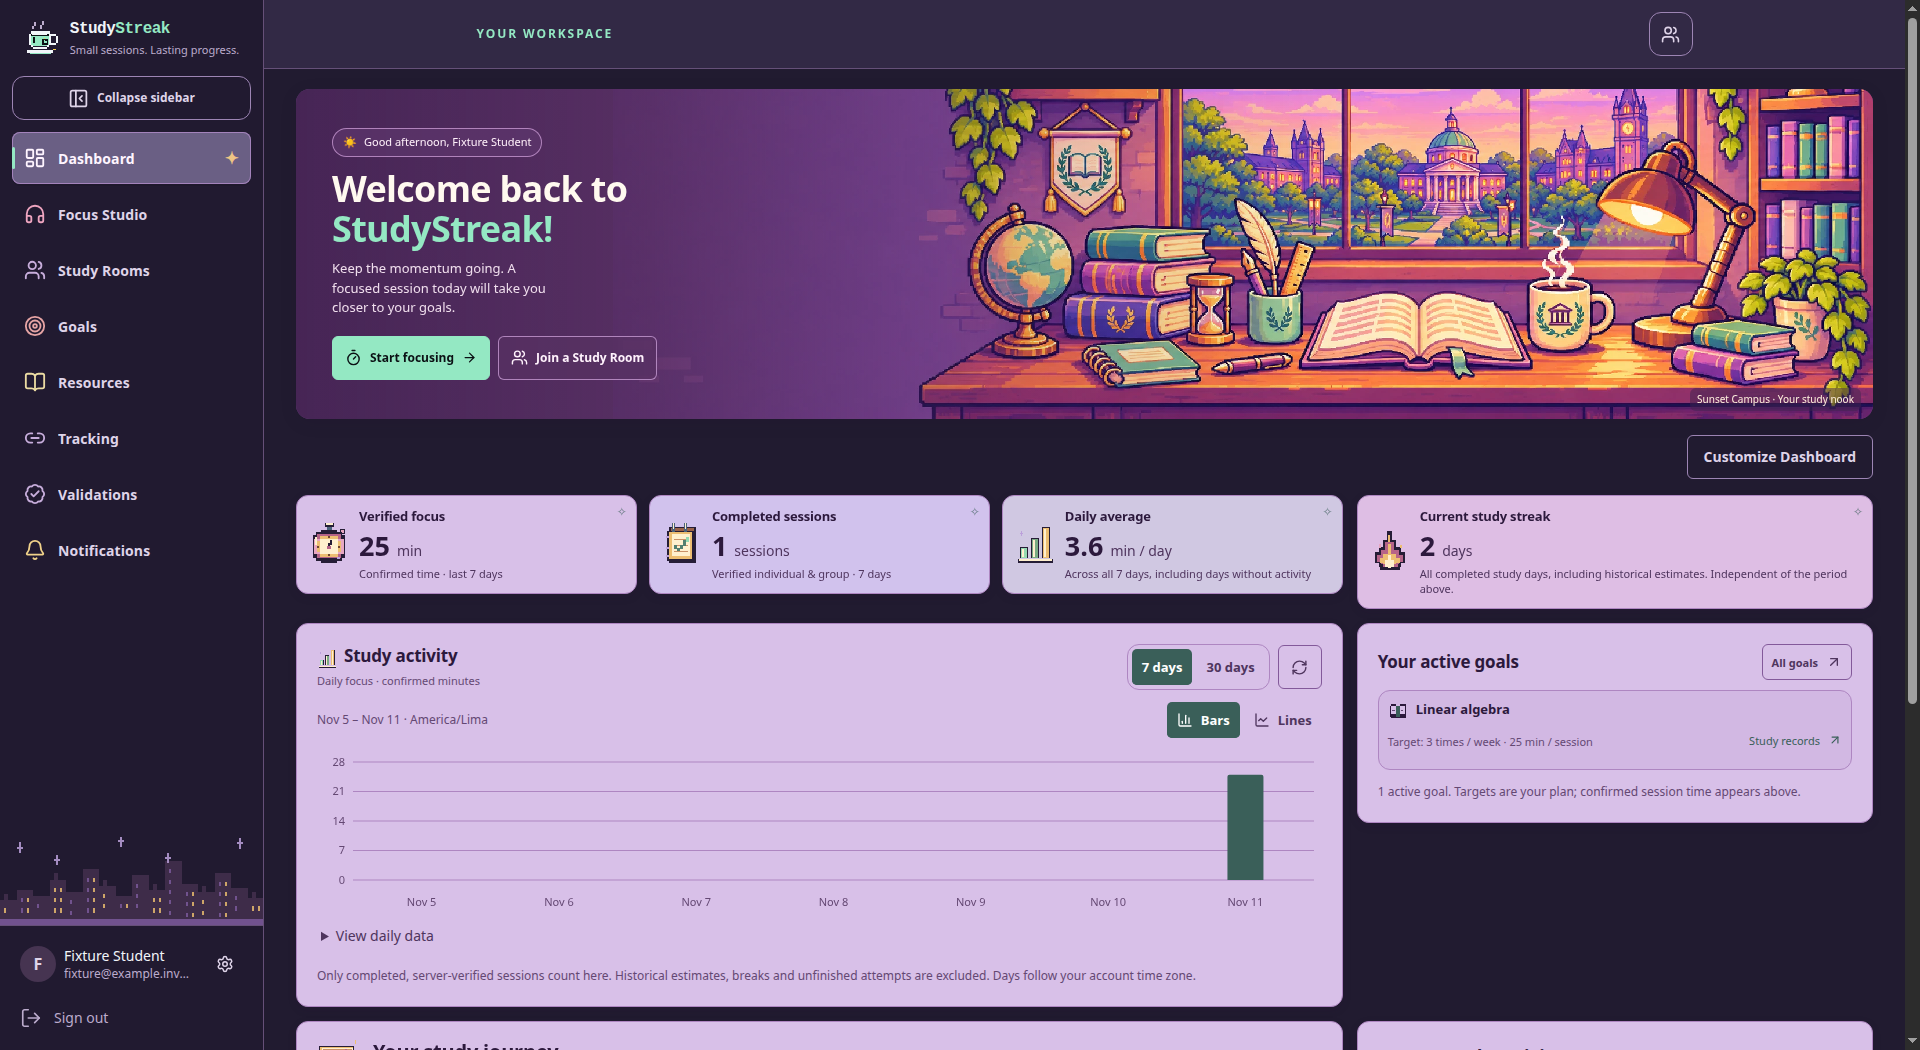 StudyStreak
Small sessions. Lasting progress.
Collapse sidebar
Dashboard
Focus Studio
Study Rooms
Goals
Resources
Tracking
Validations
Notifications
F
Fixture Student
fixture@example.inv...
Sign out
YOUR WORKSPACE
Good afternoon, Fixture Student
Welcome back to
StudyStreak!
Keep the momentum going. A
focused session today will take you
closer to your goals.
Start focusing
Join a Study Room
Sunset Campus · Your study nook
Customize Dashboard
Verified focus
25 min
Confirmed time · last 7 days
Completed sessions
1 sessions
Verified individual & group · 7 days
Daily average
3.6 min / day
Across all 7 days, including days without activity
Current study streak
2 days
All completed study days, including historical estimates. Independent of the period
above.
Study activity
Daily focus · confirmed minutes
7 days
30 days
Nov 5 – Nov 11 · America/Lima
Bars
Lines
28
21
14
7
0
Nov 5
Nov 6
Nov 7
Nov 8
Nov 9
Nov 10
Nov 11
View daily data
Only completed, server-verified sessions count here. Historical estimates, breaks and unfinished attempts are excluded. Days follow your account time zone.
Your active goals
All goals
Linear algebra
Target: 3 times / week · 25 min / session
Study records
1 active goal. Targets are your plan; confirmed session time appears above.
Your study journey